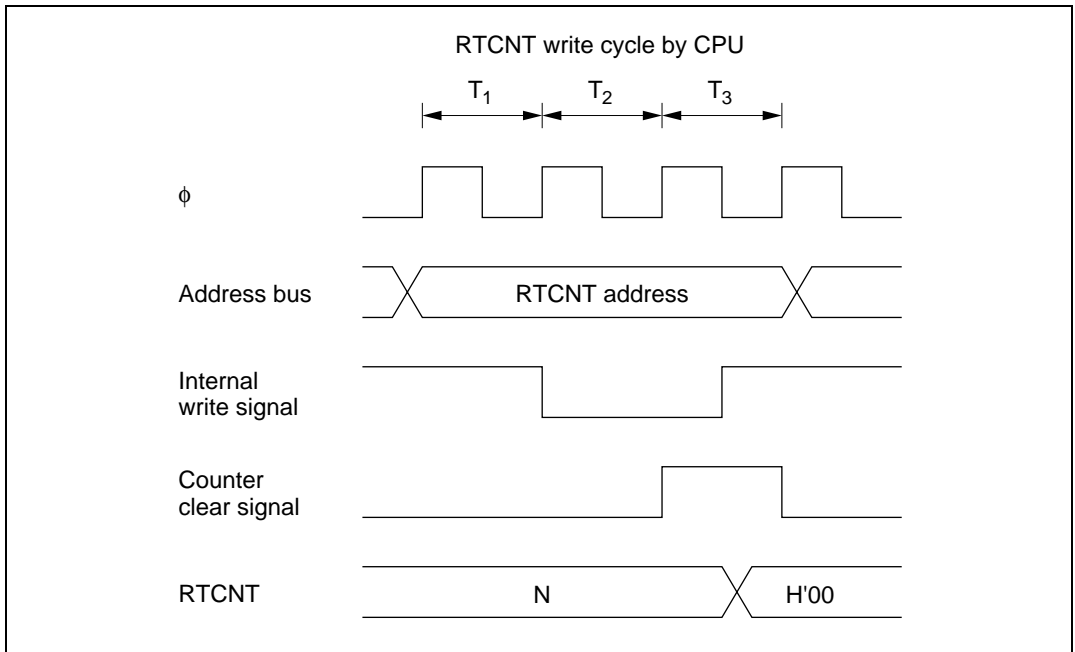 RTCNT write cycle by CPU
T1 T2 T3
φ
Address bus RTCNT address
Internal
write signal
Counter
clear signal
RTCNT N H'00